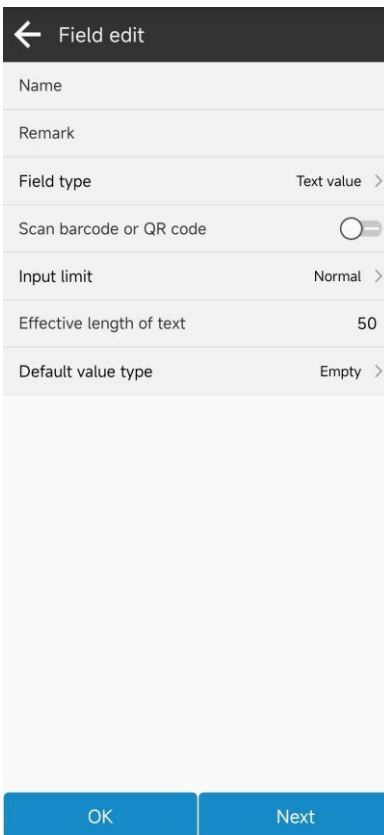 Field edit
Name
Remark
Field type Text value
Scan barcode or QR code
Input limit Normal
Effective length of text 50
Default value type Empty
OK Next